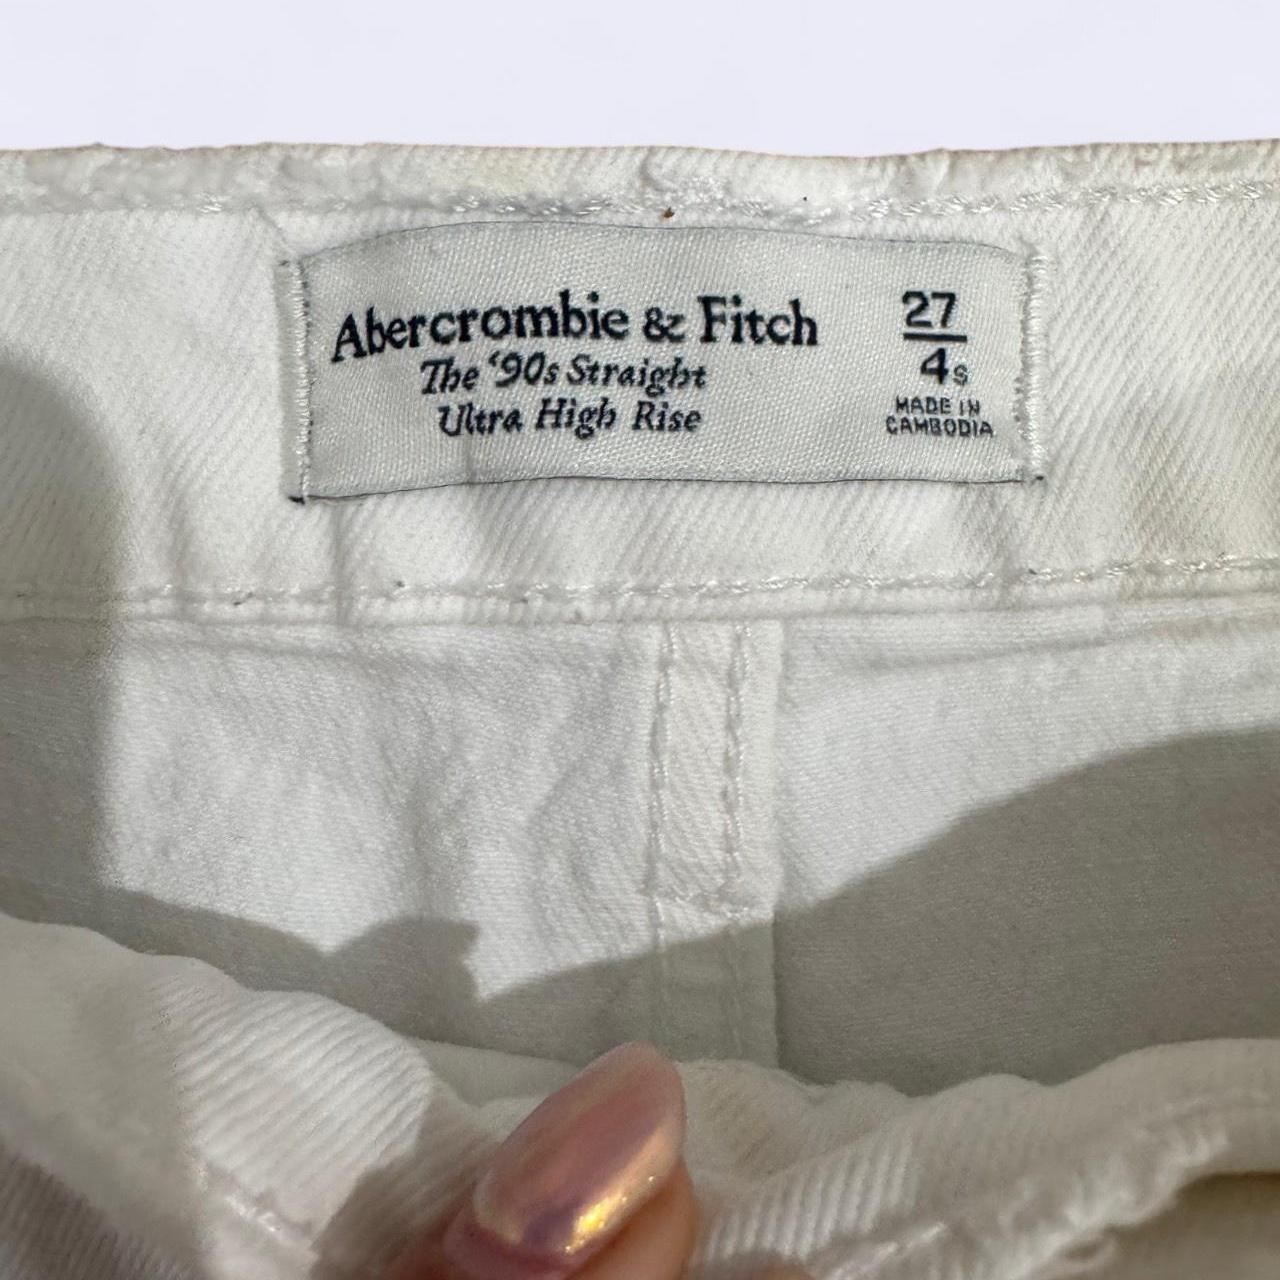 Abercrombie & Fitch
The ‘90s Straight
Ultra High Rise
27
4s
MADE IN
CAMBODIA